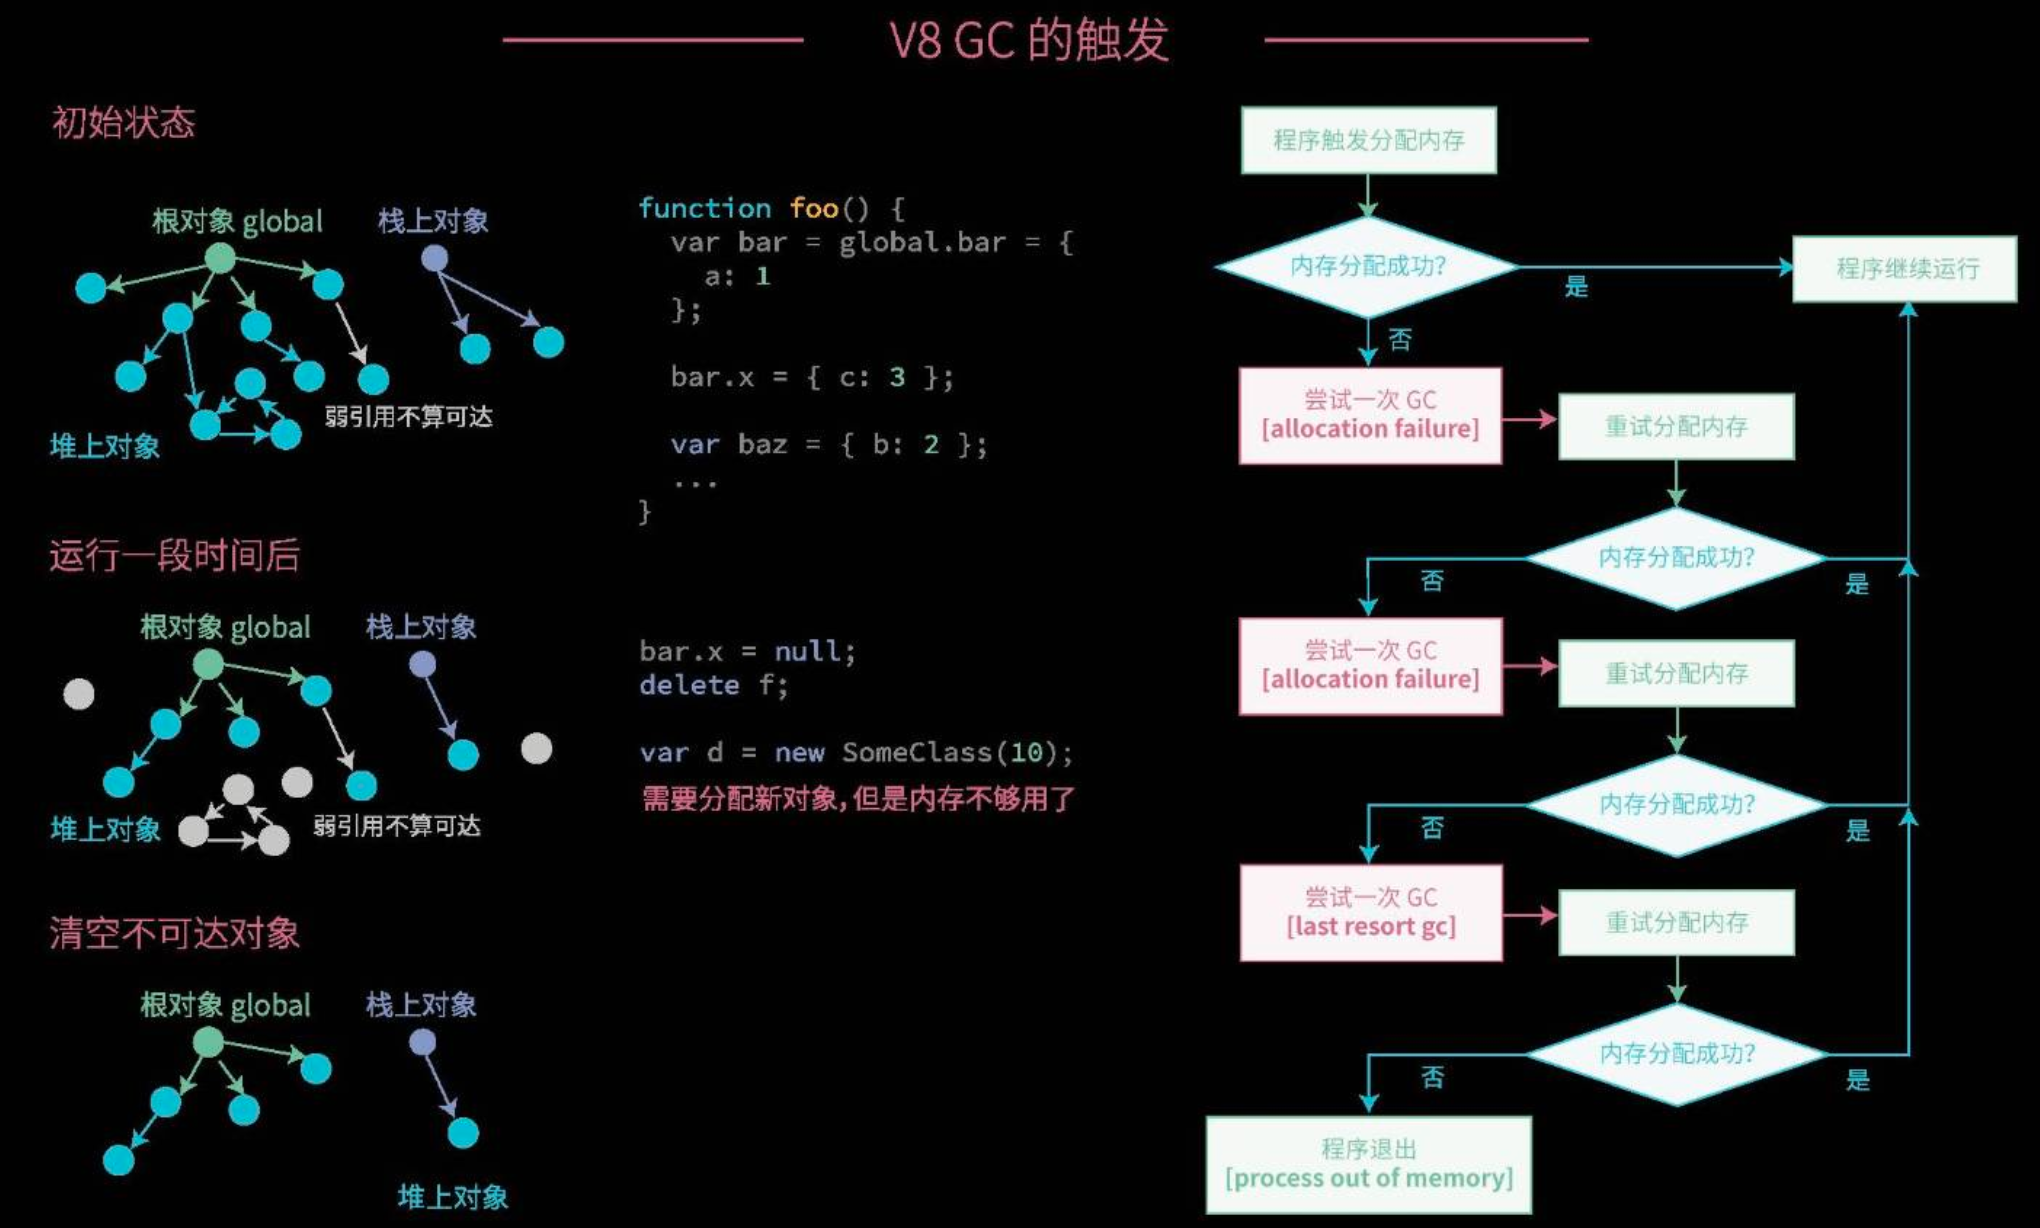 V8 GC 的触发
初始状态
根对象 global
栈上对象
弱引用不算可达
堆上对象
function foo() {
var bar = global.bar = {
a: 1
};
bar.x = { c: 3 };
var baz = { b: 2 };
...
}
运行一段时间后
根对象 global
栈上对象
堆上对象
弱引用不算可达
bar.x = null;
delete f;
var d = new SomeClass(10);
需要分配新对象,但是内存不够用了
清空不可达对象
根对象 global
栈上对象
堆上对象
程序触发分配内存
内存分配成功?
是
程序继续运行
否
尝试一次 GC
[allocation failure]
重试分配内存
内存分配成功?
否
是
尝试一次 GC
[allocation failure]
重试分配内存
内存分配成功?
否
是
尝试一次 GC
[last resort gc]
重试分配内存
内存分配成功?
否
是
程序退出
[process out of memory]